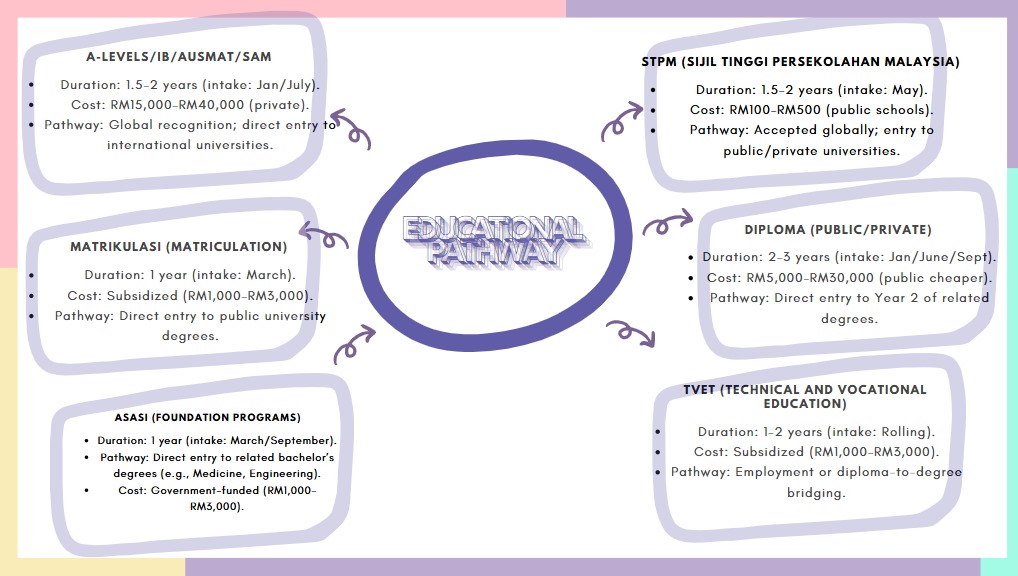 A-LEVELS/IB/AUSMAT/SAM
• Duration: 1.5-2 years (intake: Jan/July).
• Cost: RM15,000-RM40,000 (private).
• Pathway: Global recognition; direct entry to
international universities.
MATRIKULASI (MATRICULATION)
• Duration: 1 year (intake: March).
• Cost: Subsidized (RM1,000-RM3,000).
• Pathway: Direct entry to public university
degrees.
ASASI (FOUNDATION PROGRAMS)
• Duration: 1 year (intake: March/September).
• Pathway: Direct entry to related bachelor's
degrees (e.g., Medicine, Engineering).
• Cost: Government-funded (RM1,000-
RM3,000).
EDUCATIONAL
PATHWAY
STPM (SIJIL TINGGI PERSEKOLAHAN MALAYSIA)
• Duration: 1.5-2 years (intake: May).
• Cost: RM100-RM500 (public schools).
• Pathway: Accepted globally; entry to
public/private universities.
DIPLOMA (PUBLIC/PRIVATE)
• Duration: 2-3 years (intake: Jan/June/Sept).
• Cost: RM5,000-RM30,000 (public cheaper).
• Pathway: Direct entry to Year 2 of related
degrees.
TVET (TECHNICAL AND VOCATIONAL
EDUCATION)
• Duration: 1-2 years (intake: Rolling).
• Cost: Subsidized (RM1,000-RM3,000).
• Pathway: Employment or diploma-to-degree
bridging.